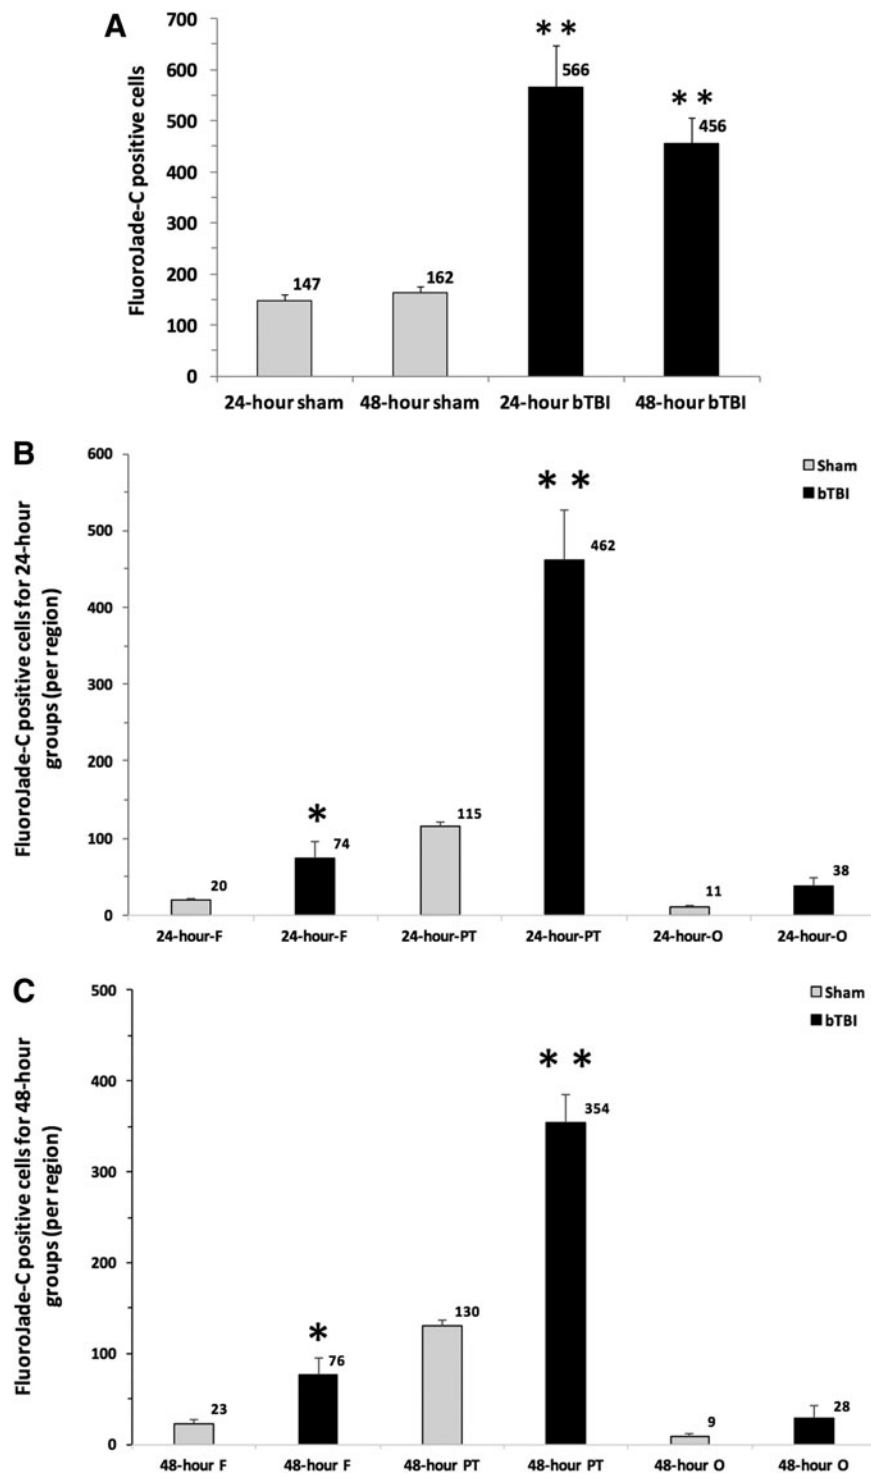 A
FluoroJade-C positive cells
700
600
500
400
300
200
100
0
147
162
**
566
**
456
24-hour sham 48-hour sham 24-hour bTBI 48-hour bTBI
B
FluoroJade-C positive cells for 24-hour
groups (per region)
600
500
400
300
200
100
0
Sham
bTBI
20
*
74
115
**
462
11
38
24-hour-F 24-hour-F 24-hour-PT 24-hour-PT 24-hour-O 24-hour-O
C
FluoroJade-C positive cells for 48-hour
groups (per region)
500
400
300
200
100
0
Sham
bTBI
23
*
76
130
**
354
9
28
48-hour F 48-hour F 48-hour PT 48-hour PT 48-hour O 48-hour O